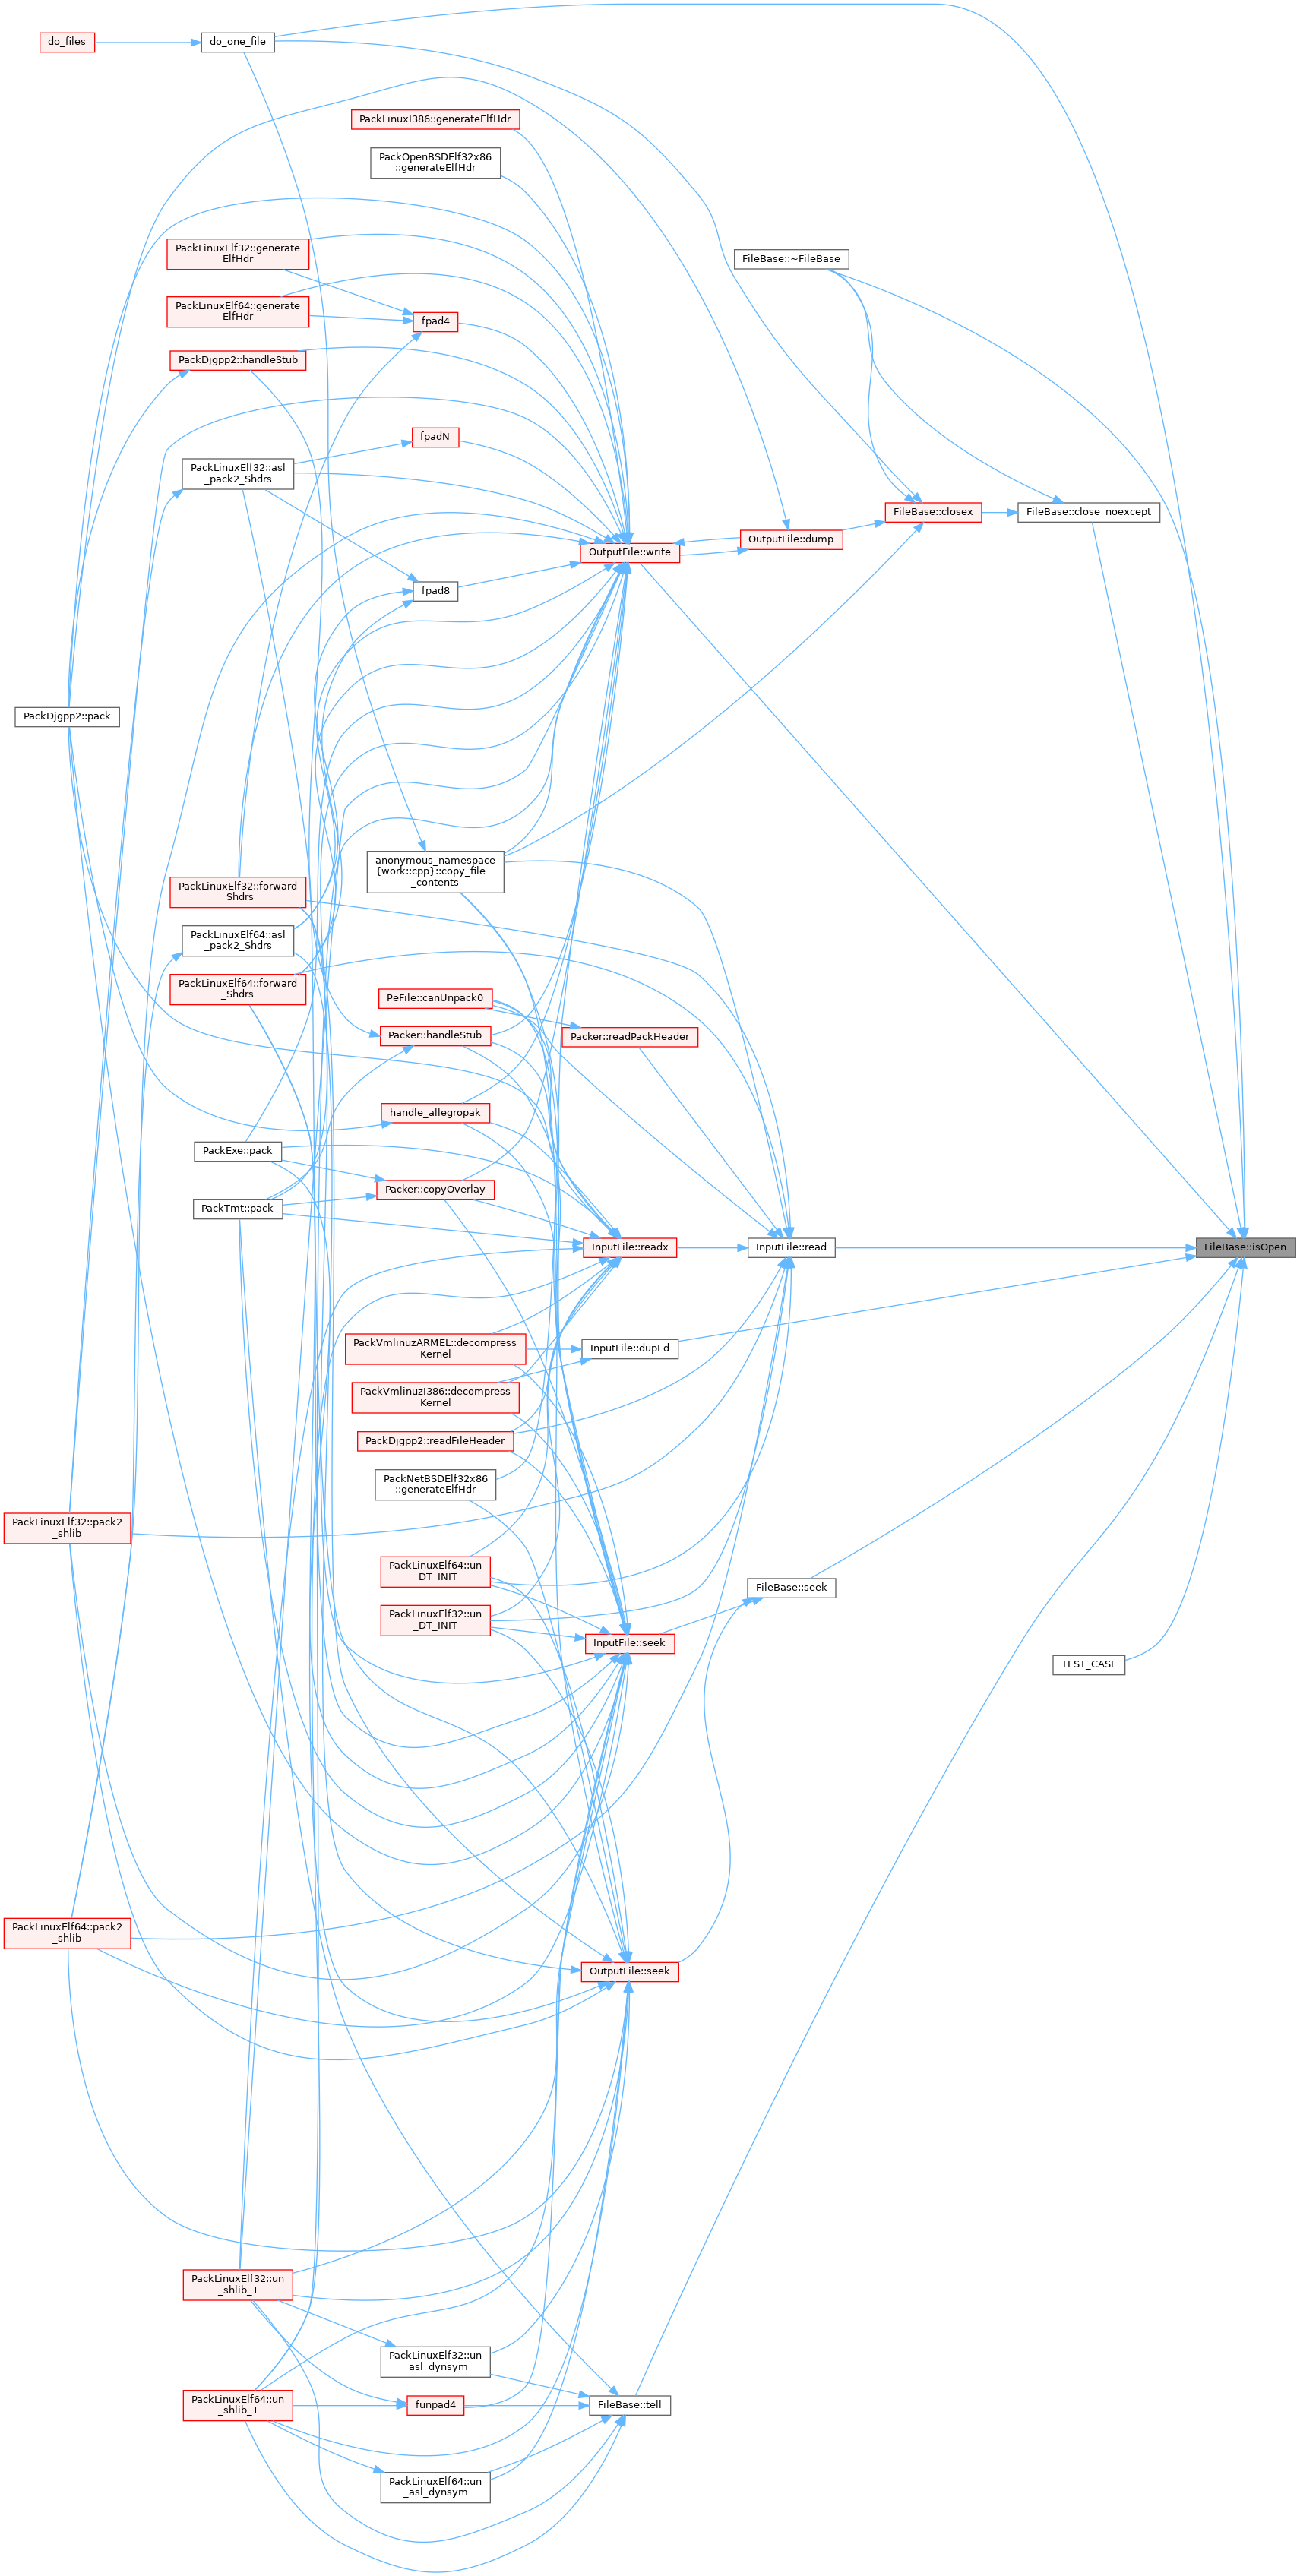 do_files
do_one_file
PackLinuxI386::generateElfHdr
PackOpenBSDElf32x86
::generateElfHdr
PackLinuxElf32::generate
ElfHdr
FileBase::~FileBase
PackLinuxElf64::generate
ElfHdr
fpad4
PackDjgpp2::handleStub
fpadN
PackLinuxElf32::asl
_pack2_Shdrs
FileBase::closex
FileBase::close_noexcept
OutputFile::dump
OutputFile::write
fpad8
PackDjgpp2::pack
anonymous_namespace
{work::cpp}::copy_file
_contents
PackLinuxElf32::forward
_Shdrs
PackLinuxElf64::asl
_pack2_Shdrs
PackLinuxElf64::forward
_Shdrs
PeFile::canUnpack0
Packer::handleStub
Packer::readPackHeader
handle_allegropak
PackExe::pack
Packer::copyOverlay
PackTmt::pack
InputFile::readx
InputFile::read
FileBase::isOpen
PackVmlinuzARMEL::decompress
Kernel
InputFile::dupFd
PackVmlinuzI386::decompress
Kernel
PackDjgpp2::readFileHeader
PackNetBSDElf32x86
::generateElfHdr
PackLinuxElf32::pack2
_shlib
PackLinuxElf64::un
_DT_INIT
FileBase::seek
PackLinuxElf32::un
_DT_INIT
InputFile::seek
TEST_CASE
PackLinuxElf64::pack2
_shlib
OutputFile::seek
PackLinuxElf32::un
_shlib_1
PackLinuxElf32::un
_asl_dynsym
PackLinuxElf64::un
_shlib_1
funpad4
FileBase::tell
PackLinuxElf64::un
_asl_dynsym